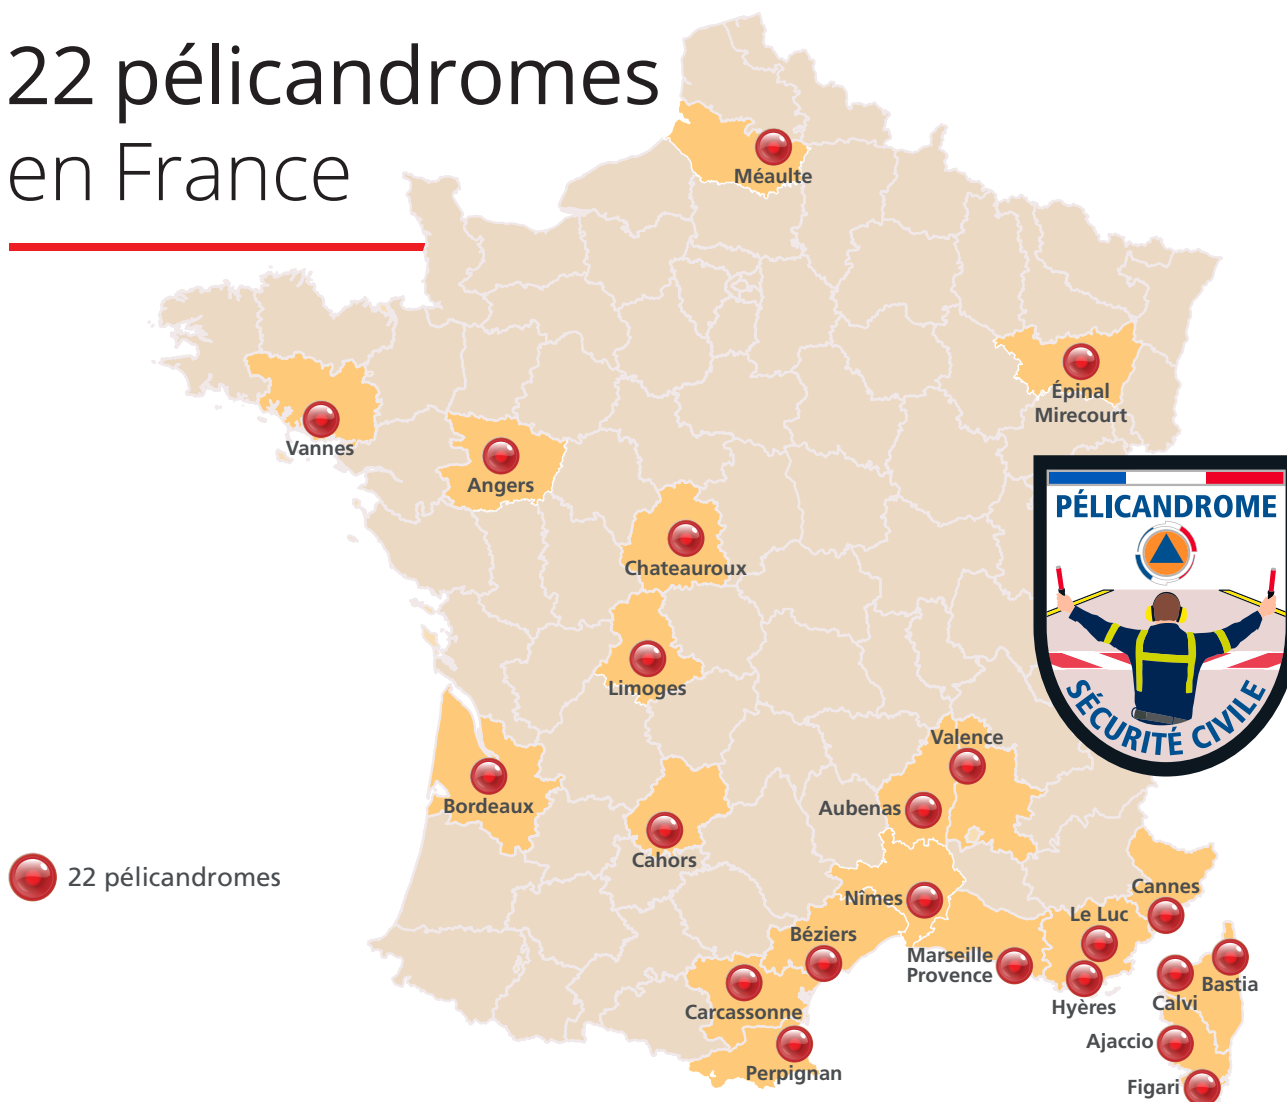 22 pélicandromes
en France
Méaulte
Épinal
Mirecourt
Vannes
Angers
PÉLICANDROME
SÉCURITÉ CIVILE
Chateauroux
Limoges
Valence
Bordeaux
Aubenas
Cahors
22 pélicandromes
Nîmes
Cannes
Le Luc
Béziers
Marseille
Provence
Bastia
Calvi
Hyères
Carcassonne
Ajaccio
Perpignan
Figari